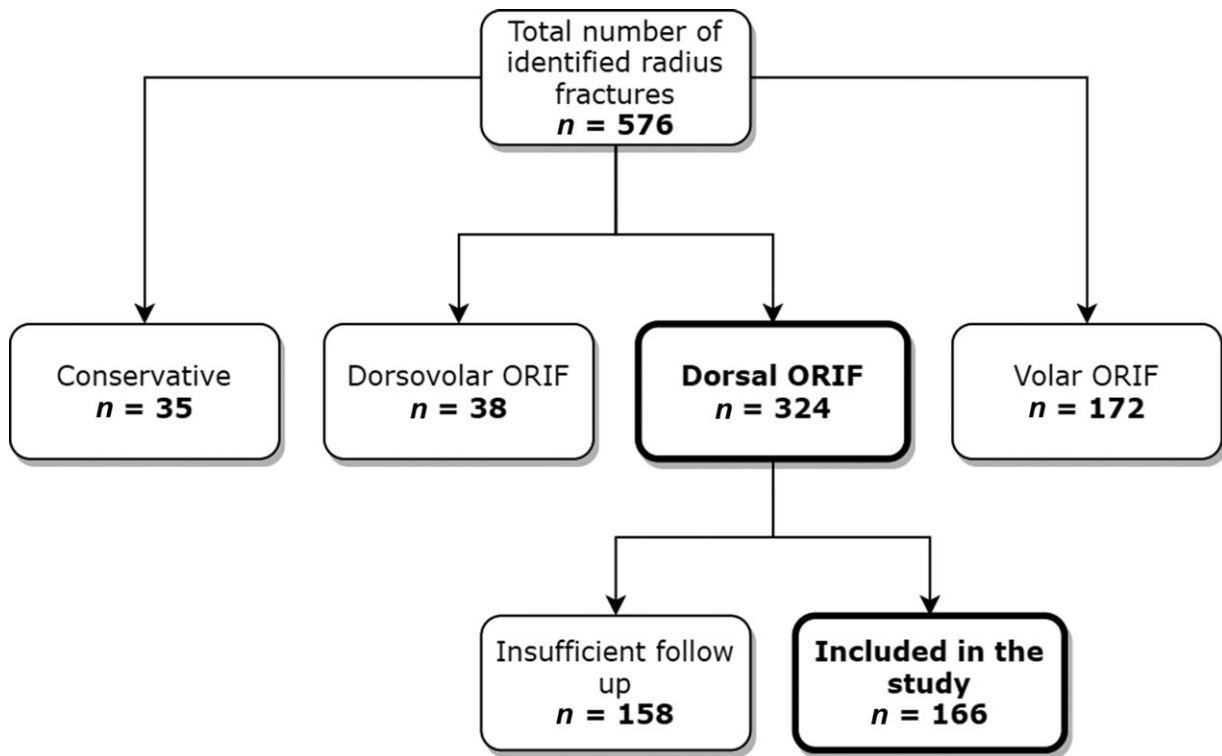 Total number of
identified radius
fractures
n = 576
Conservative
n = 35
Dorsovolar ORIF
n = 38
Dorsal ORIF
n = 324
Volar ORIF
n = 172
Insufficient follow
up
n = 158
Included in the
study
n = 166